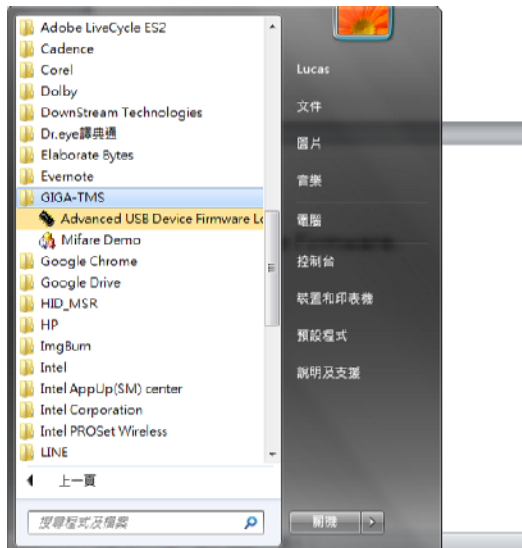 Adobe LiveCycle ES2
Cadence
Corel
Dolby
DownStream Technologies
Dr.eye譯典通
Elaborate Bytes
Evernote
GIGA-TMS
Advanced USB Device Firmware Lo
Mifare Demo
Google Chrome
Google Drive
HID_MSR
HP
ImgBurn
Intel
Intel AppUp(SM) center
Intel Corporation
Intel PROSet Wireless
LINE
上一頁
搜尋程式及檔案
Lucas
文件
圖片
音樂
電腦
控制台
裝置和印表機
預設程式
說明及支援
關機